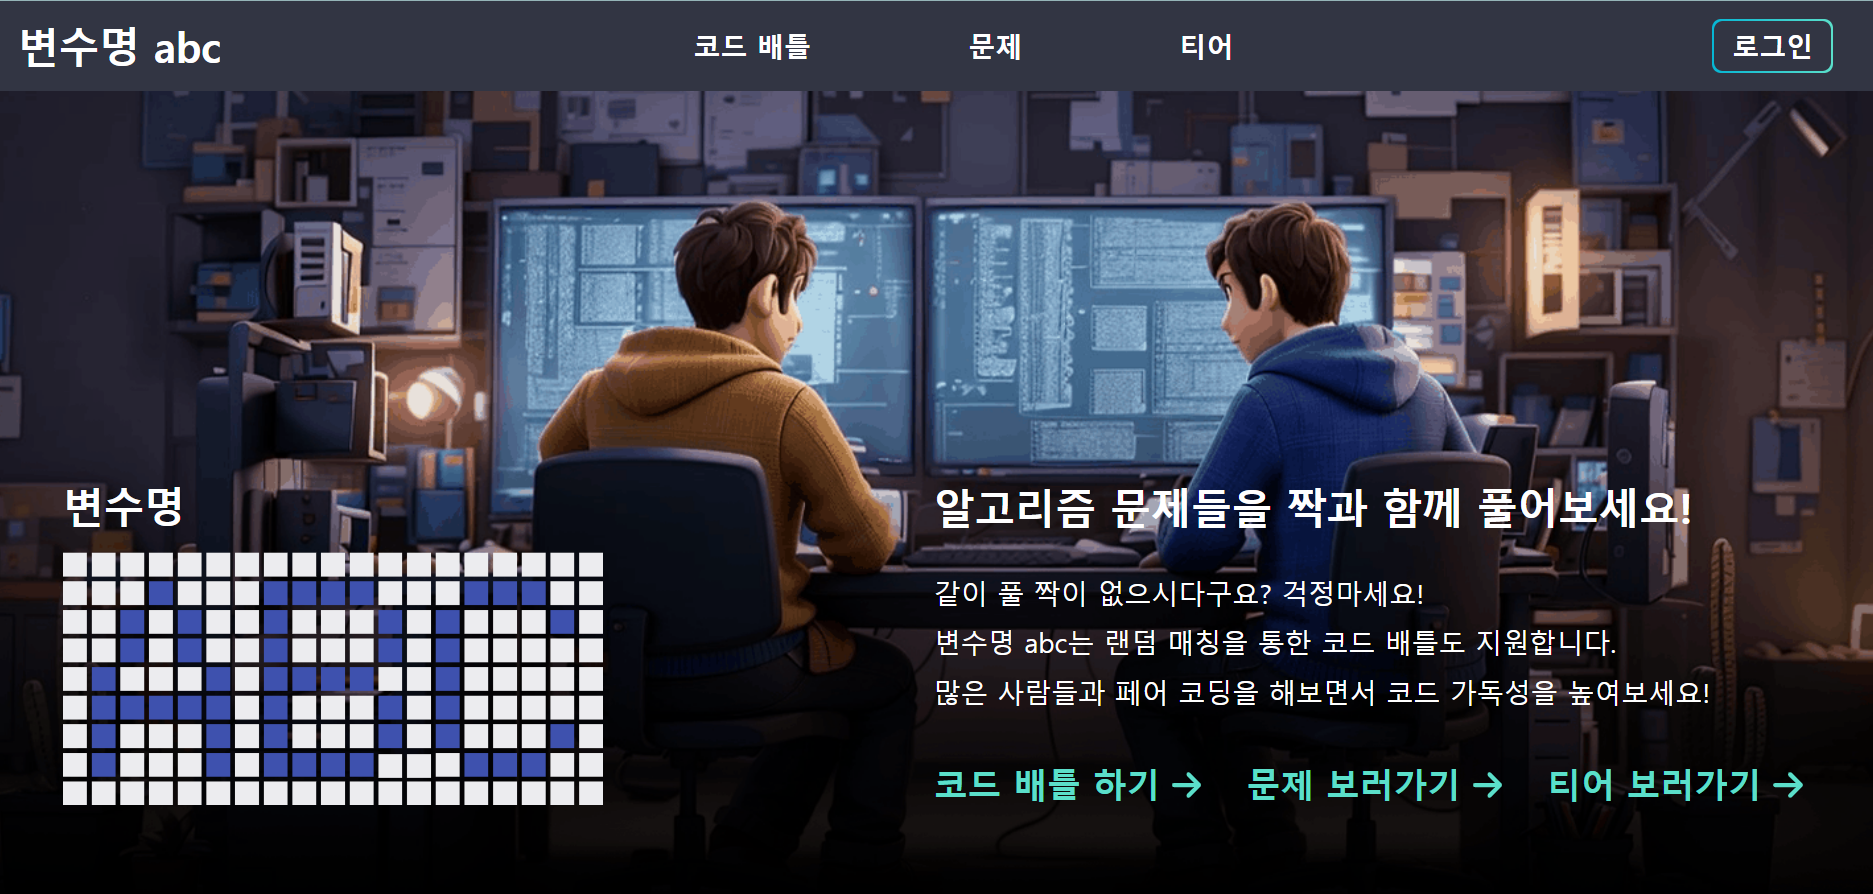 변수명 abc
코드 배틀
문제
티어
로그인
변수명
ABC
알고리즘 문제들을 짝과 함께 풀어보세요!
같이 풀 짝이 없으시다구요? 걱정마세요!
변수명 abc는 랜덤 매칭을 통한 코드 배틀도 지원합니다.
많은 사람들과 페어 코딩을 해보면서 코드 가독성을 높여보세요!
코드 배틀 하기 →
문제 보러가기 →
티어 보러가기 →